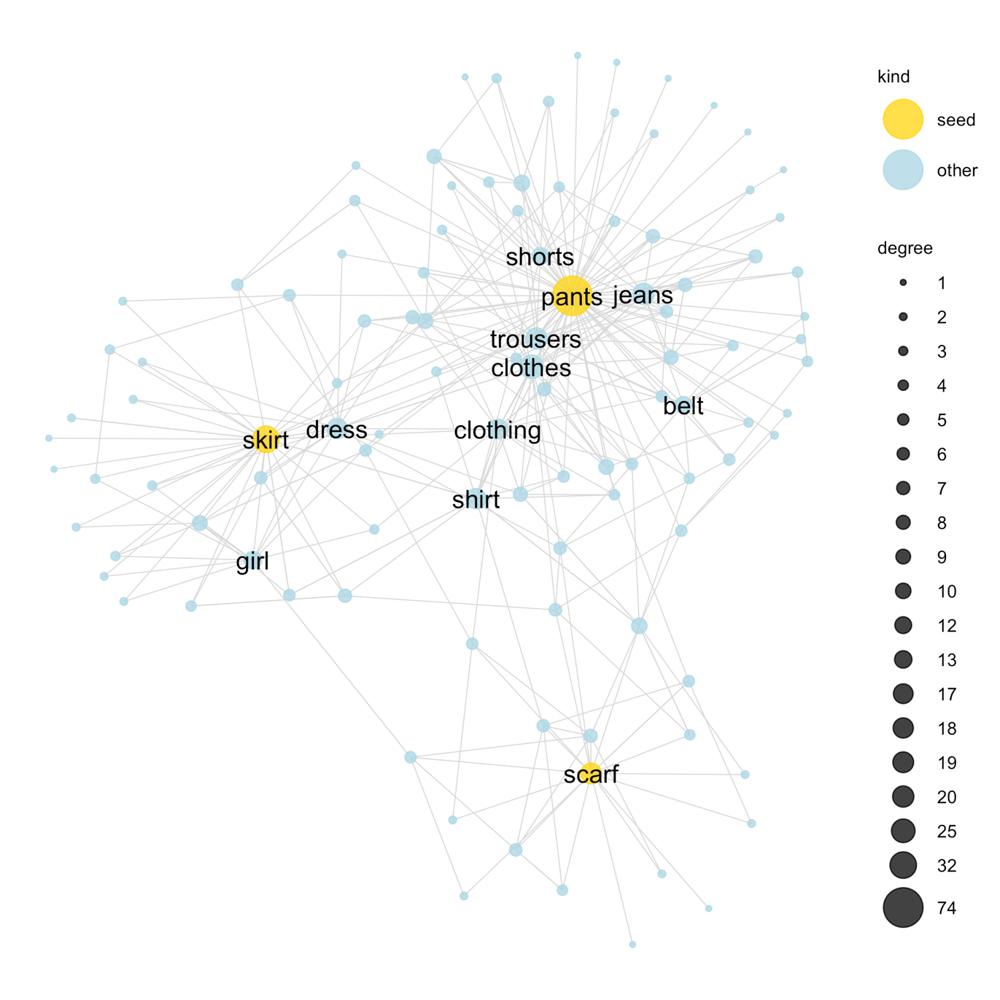 shorts
pants
jeans
trousers
clothes
belt
clothing
dress
skirt
shirt
girl
scarf
kind
seed
other
degree
1
2
3
4
5
6
7
8
9
10
12
13
17
18
19
20
25
32
74